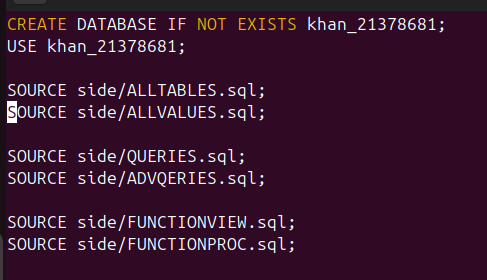 CREATE DATABASE IF NOT EXISTS khan_21378681;
USE khan_21378681;
SOURCE side/ALLTABLES.sql;
SOURCE side/ALLVALUES.sql;
SOURCE side/QUERIES.sql;
SOURCE side/ADVQERIES.sql;
SOURCE side/FUNCTIONVIEW.sql;
SOURCE side/FUNCTIONPROC.sql;